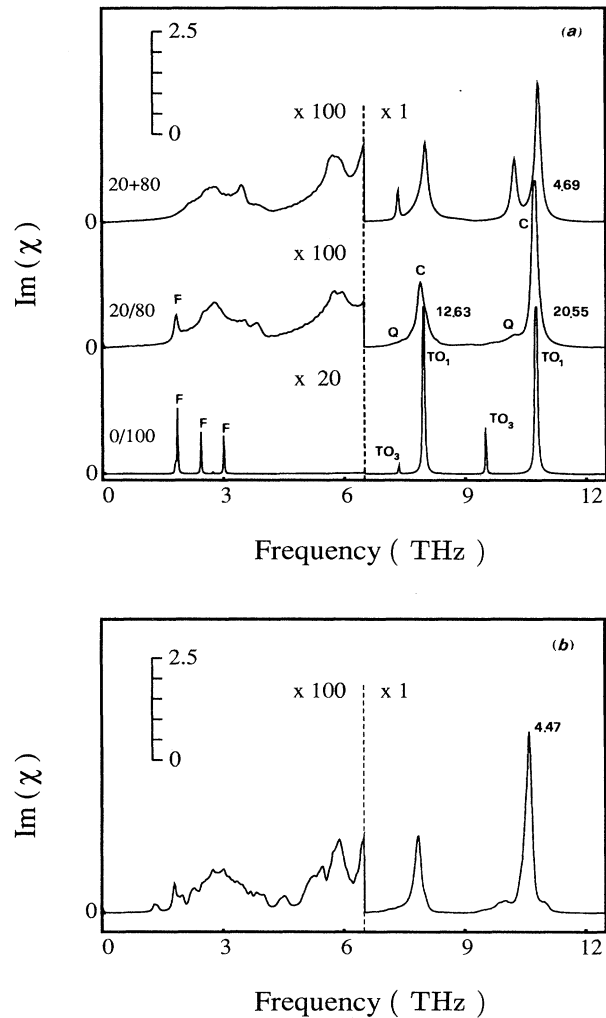 2.5
(a)
x 100
x 1
0
20+80
4.69
0
C
x 100
F
C
20/80
12.63
Q
20.55
Q
0
TO1
TO1
x 20
F
F
F
TO3
TO3
0/100
0
0
3
6
9
12
Im (χ)
Frequency ( THz )
2.5
(b)
x 100
x 1
4.47
0
Im (χ)
0
0
3
6
9
12
Frequency ( THz )